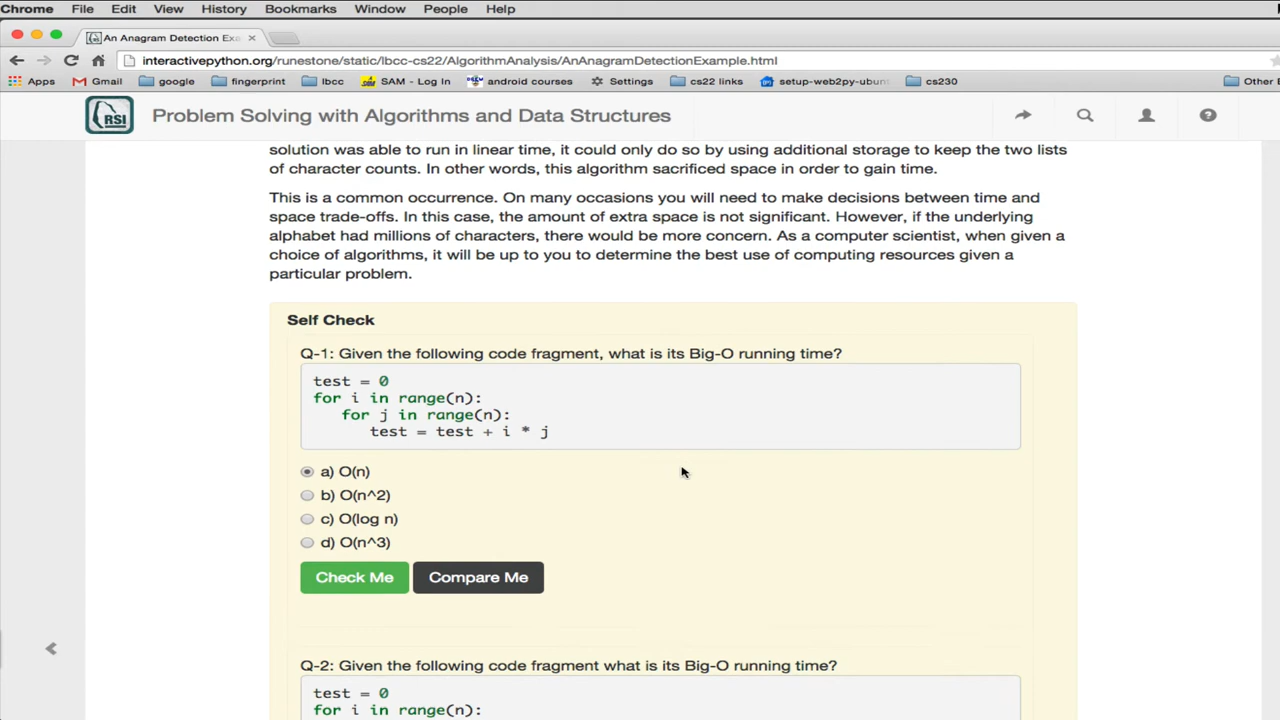 Chrome File Edit View History Bookmarks Window People Help
An Anagram Detection Exa
interactivepython.org/runestone/static/lbcc-cs22/AlgorithmAnalysis/AnAnagramDetectionExample.html
Apps Gmail google fingerprint lbcc SAM - Log In android courses Settings cs22 links setup-web2py-ubun cs230 Other B
RSI Problem Solving with Algorithms and Data Structures
solution was able to run in linear time, it could only do so by using additional storage to keep the two lists
of character counts. In other words, this algorithm sacrificed space in order to gain time.
This is a common occurrence. On many occasions you will need to make decisions between time and
space trade-offs. In this case, the amount of extra space is not significant. However, if the underlying
alphabet had millions of characters, there would be more concern. As a computer scientist, when given a
choice of algorithms, it will be up to you to determine the best use of computing resources given a
particular problem.
Self Check
Q-1: Given the following code fragment, what is its Big-O running time?
test = 0
for i in range(n):
   for j in range(n):
      test = test + i * j
a) O(n)
b) O(n^2)
c) O(log n)
d) O(n^3)
Check Me Compare Me
Q-2: Given the following code fragment what is its Big-O running time?
test = 0
for i in range(n):